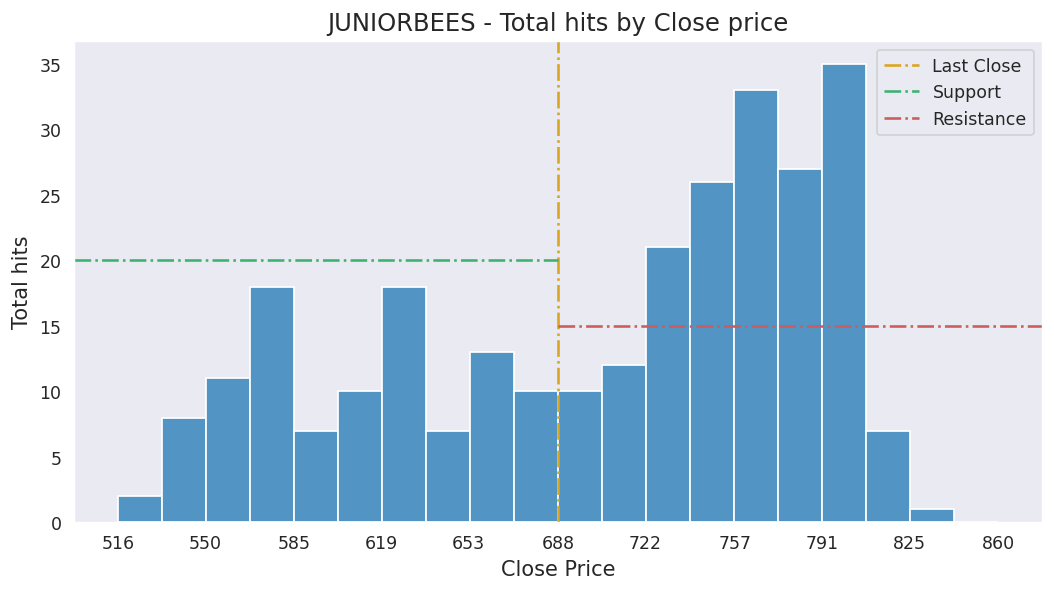 JUNIORBEES - Total hits by Close price
Last Close
Support
Resistance
Total hits
35
30
25
20
15
10
5
0
516 550 585 619 653 688 722 757 791 825 860
Close Price